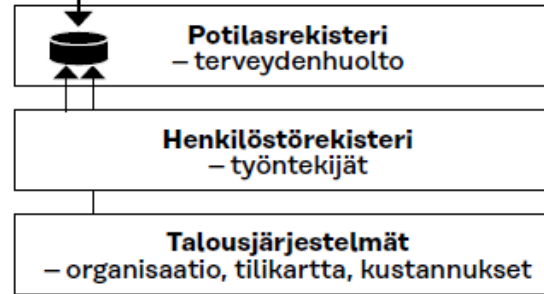 Potilasrekisteri
– terveydenhuolto
Henkilöstörekisteri
– työntekijät
Talousjärjestelmät
– organisaatio, tilikartta, kustannukset